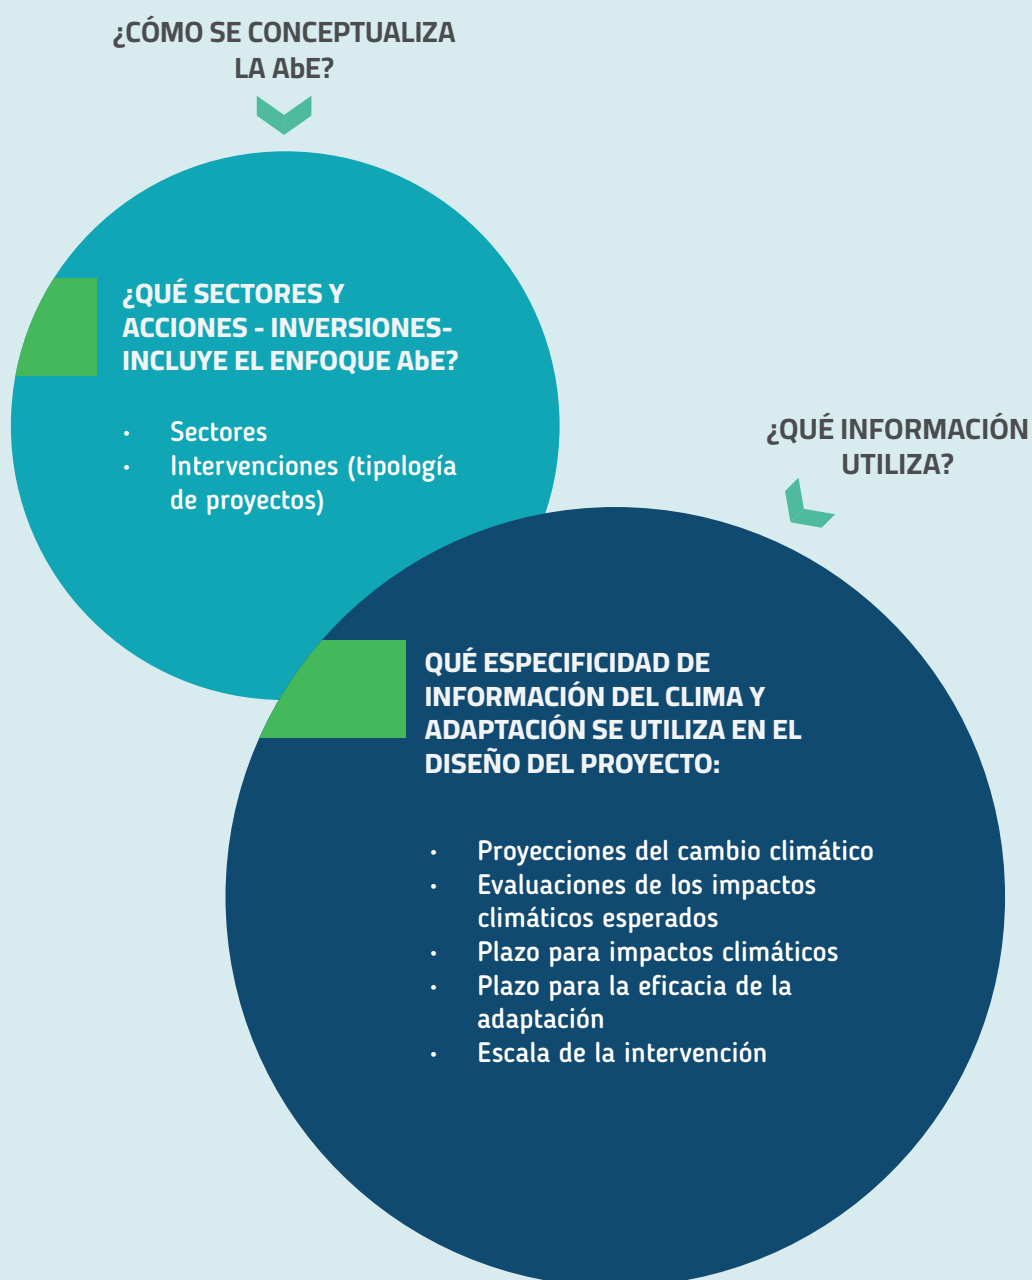 ¿CÓMO SE CONCEPTUALIZA
LA AbE?
¿QUÉ SECTORES Y
ACCIONES - INVERSIONES-
INCLUYE EL ENFOQUE AbE?
• Sectores
• Intervenciones (tipología
de proyectos)
¿QUÉ INFORMACIÓN
UTILIZA?
QUÉ ESPECIFICIDAD DE
INFORMACIÓN DEL CLIMA Y
ADAPTACIÓN SE UTILIZA EN EL
DISEÑO DEL PROYECTO:
• Proyecciones del cambio climático
• Evaluaciones de los impactos
climáticos esperados
• Plazo para impactos climáticos
• Plazo para la eficacia de la
adaptación
• Escala de la intervención